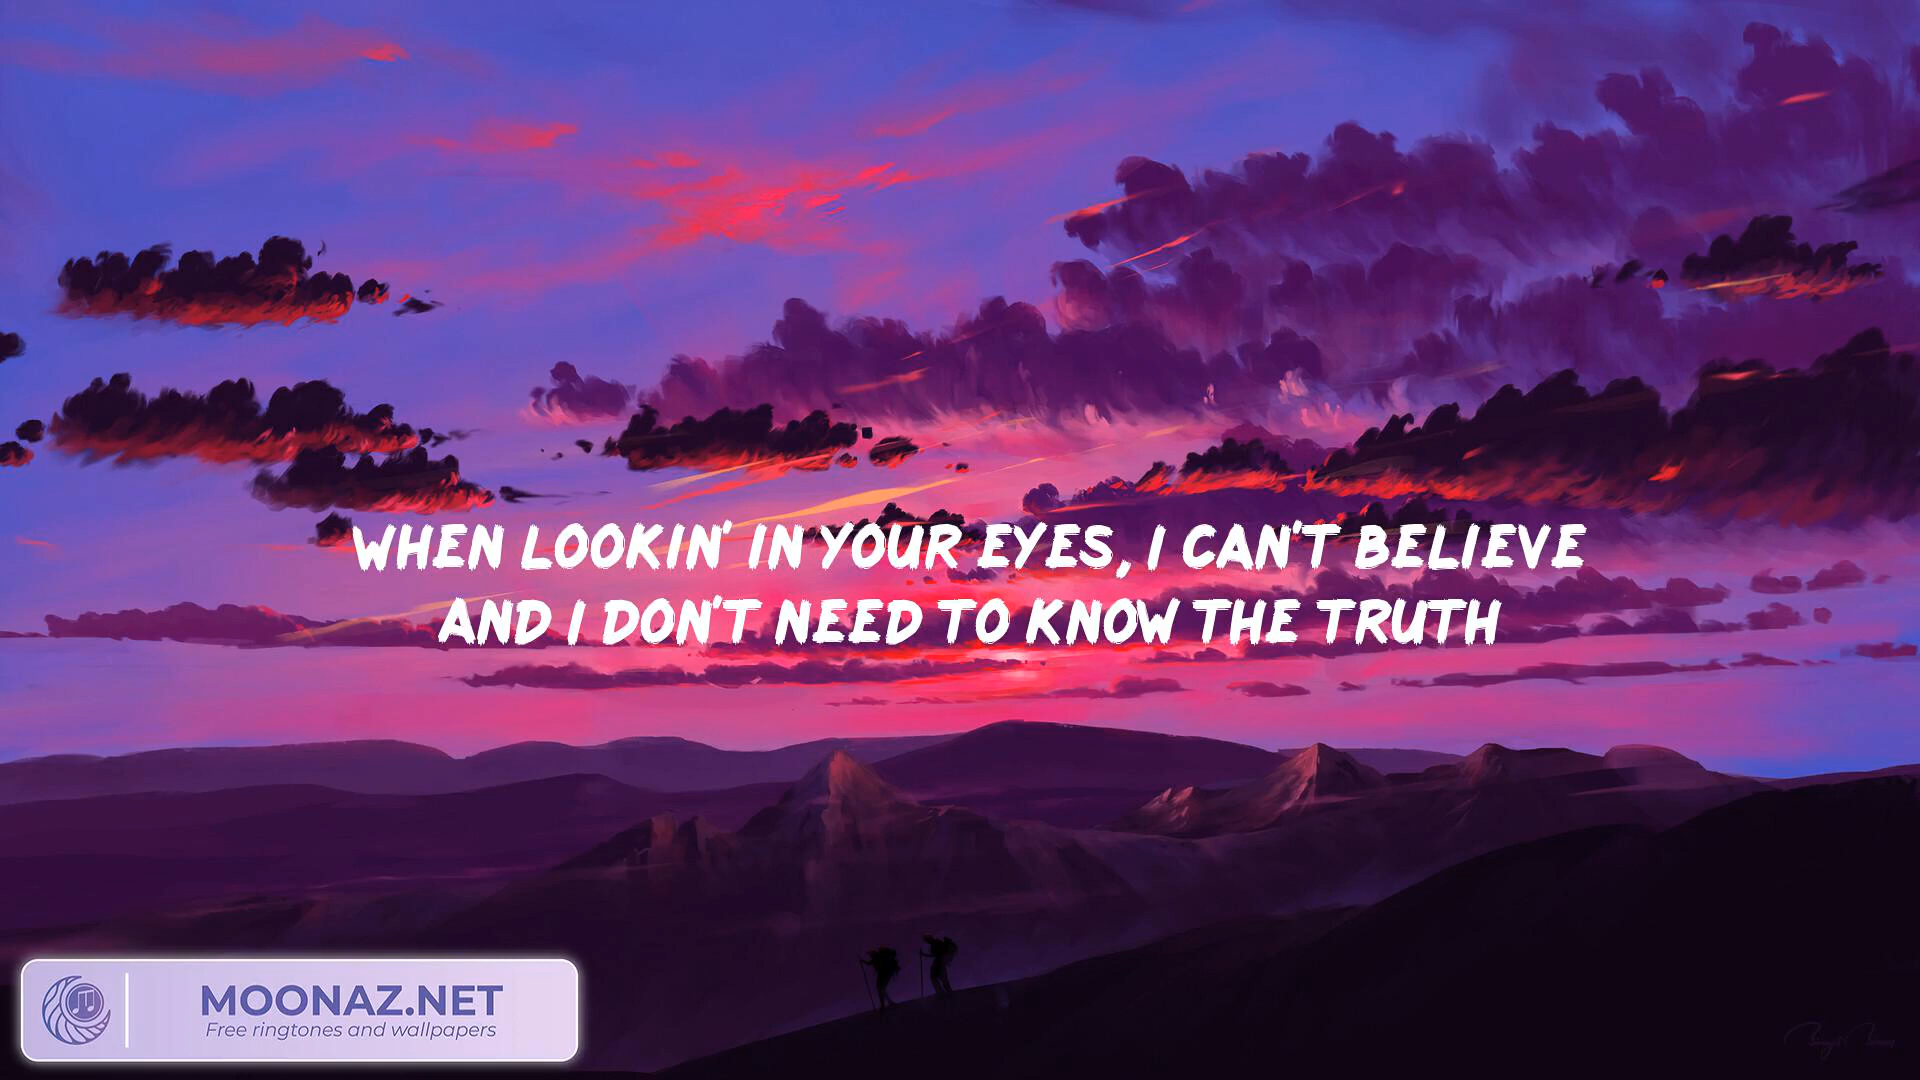 WHEN LOOKIN' IN YOUR EYES, I CAN'T BELIEVE
AND I DON'T NEED TO KNOW THE TRUTH
MOONAZ.NET
Free ringtones and wallpapers